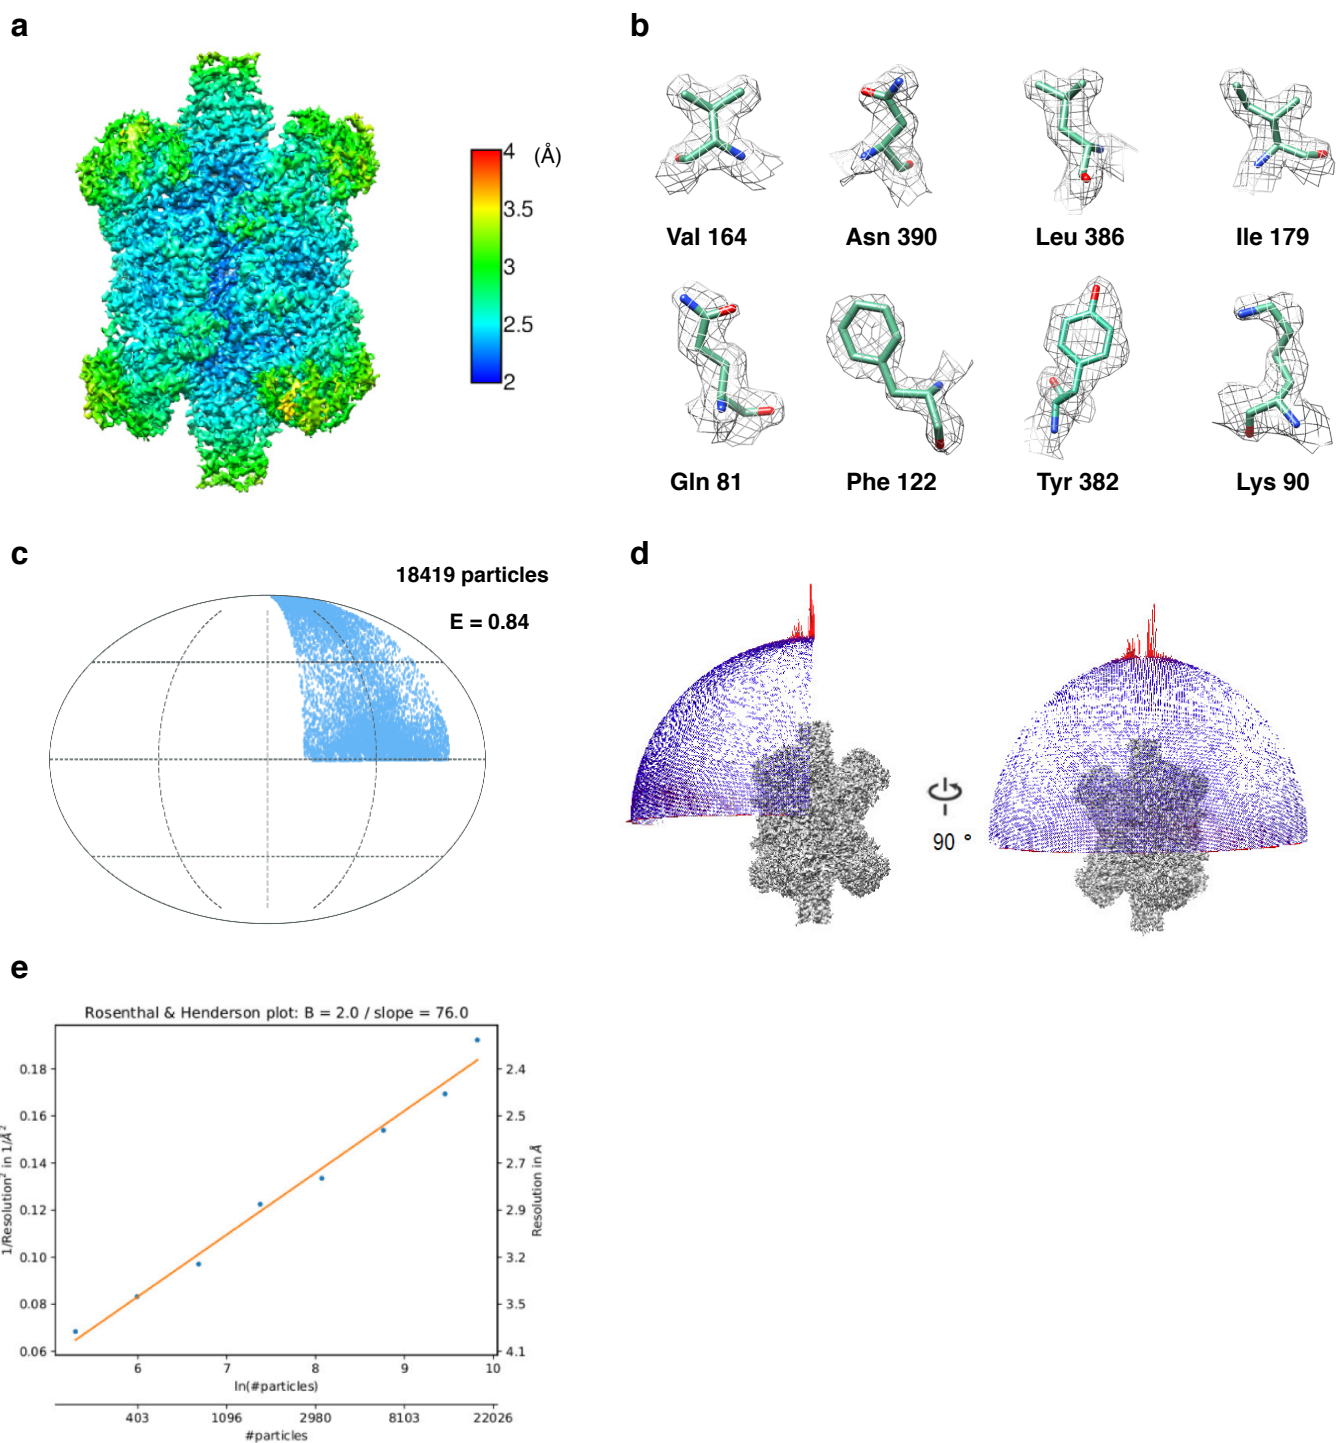 a
4 (Å)
3.5
3
2.5
2
b
Val 164 Asn 390 Leu 386 Ile 179
Gln 81 Phe 122 Tyr 382 Lys 90
c
18419 particles
E = 0.84
d
90 °
e
Rosenthal & Henderson plot: B = 2.0 / slope = 76.0
1/Resolution² in 1/Å²
0.18
0.16
0.14
0.12
0.10
0.08
0.06
2.4
2.5
2.7
2.9
3.2
3.5
4.1
Resolution in Å
6 7 8 9 10
ln(#particles)
403 1096 2980 8103 22026
#particles